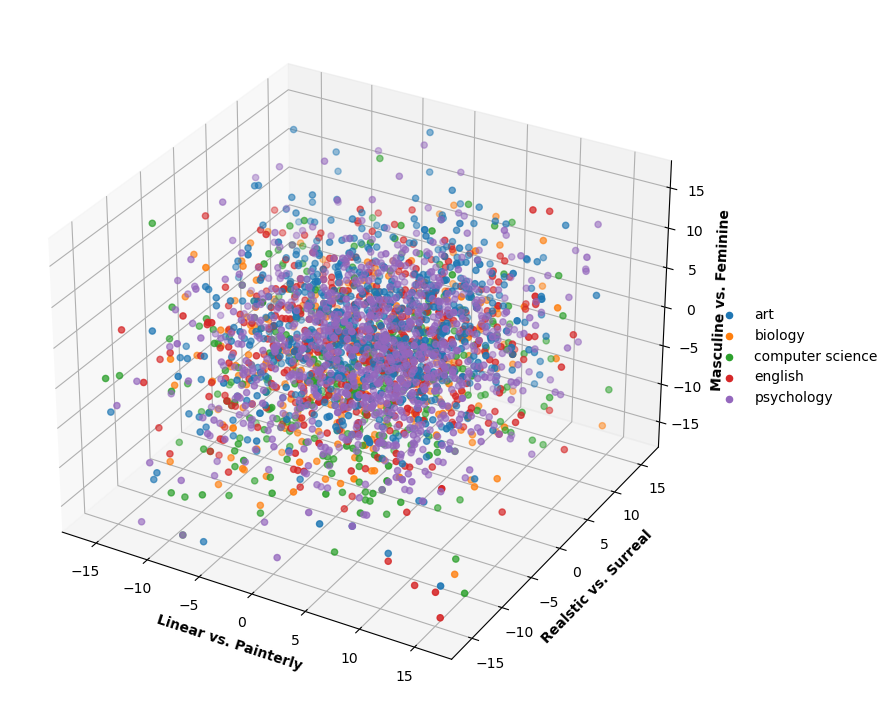 15
10
5
0
−5
−10
−15
Masculine vs. Feminine
art
biology
computer science
english
psychology
15
10
5
0
−5
−10
−15
Realstic vs. Surreal
−15
−10
−5
0
5
10
15
Linear vs. Painterly